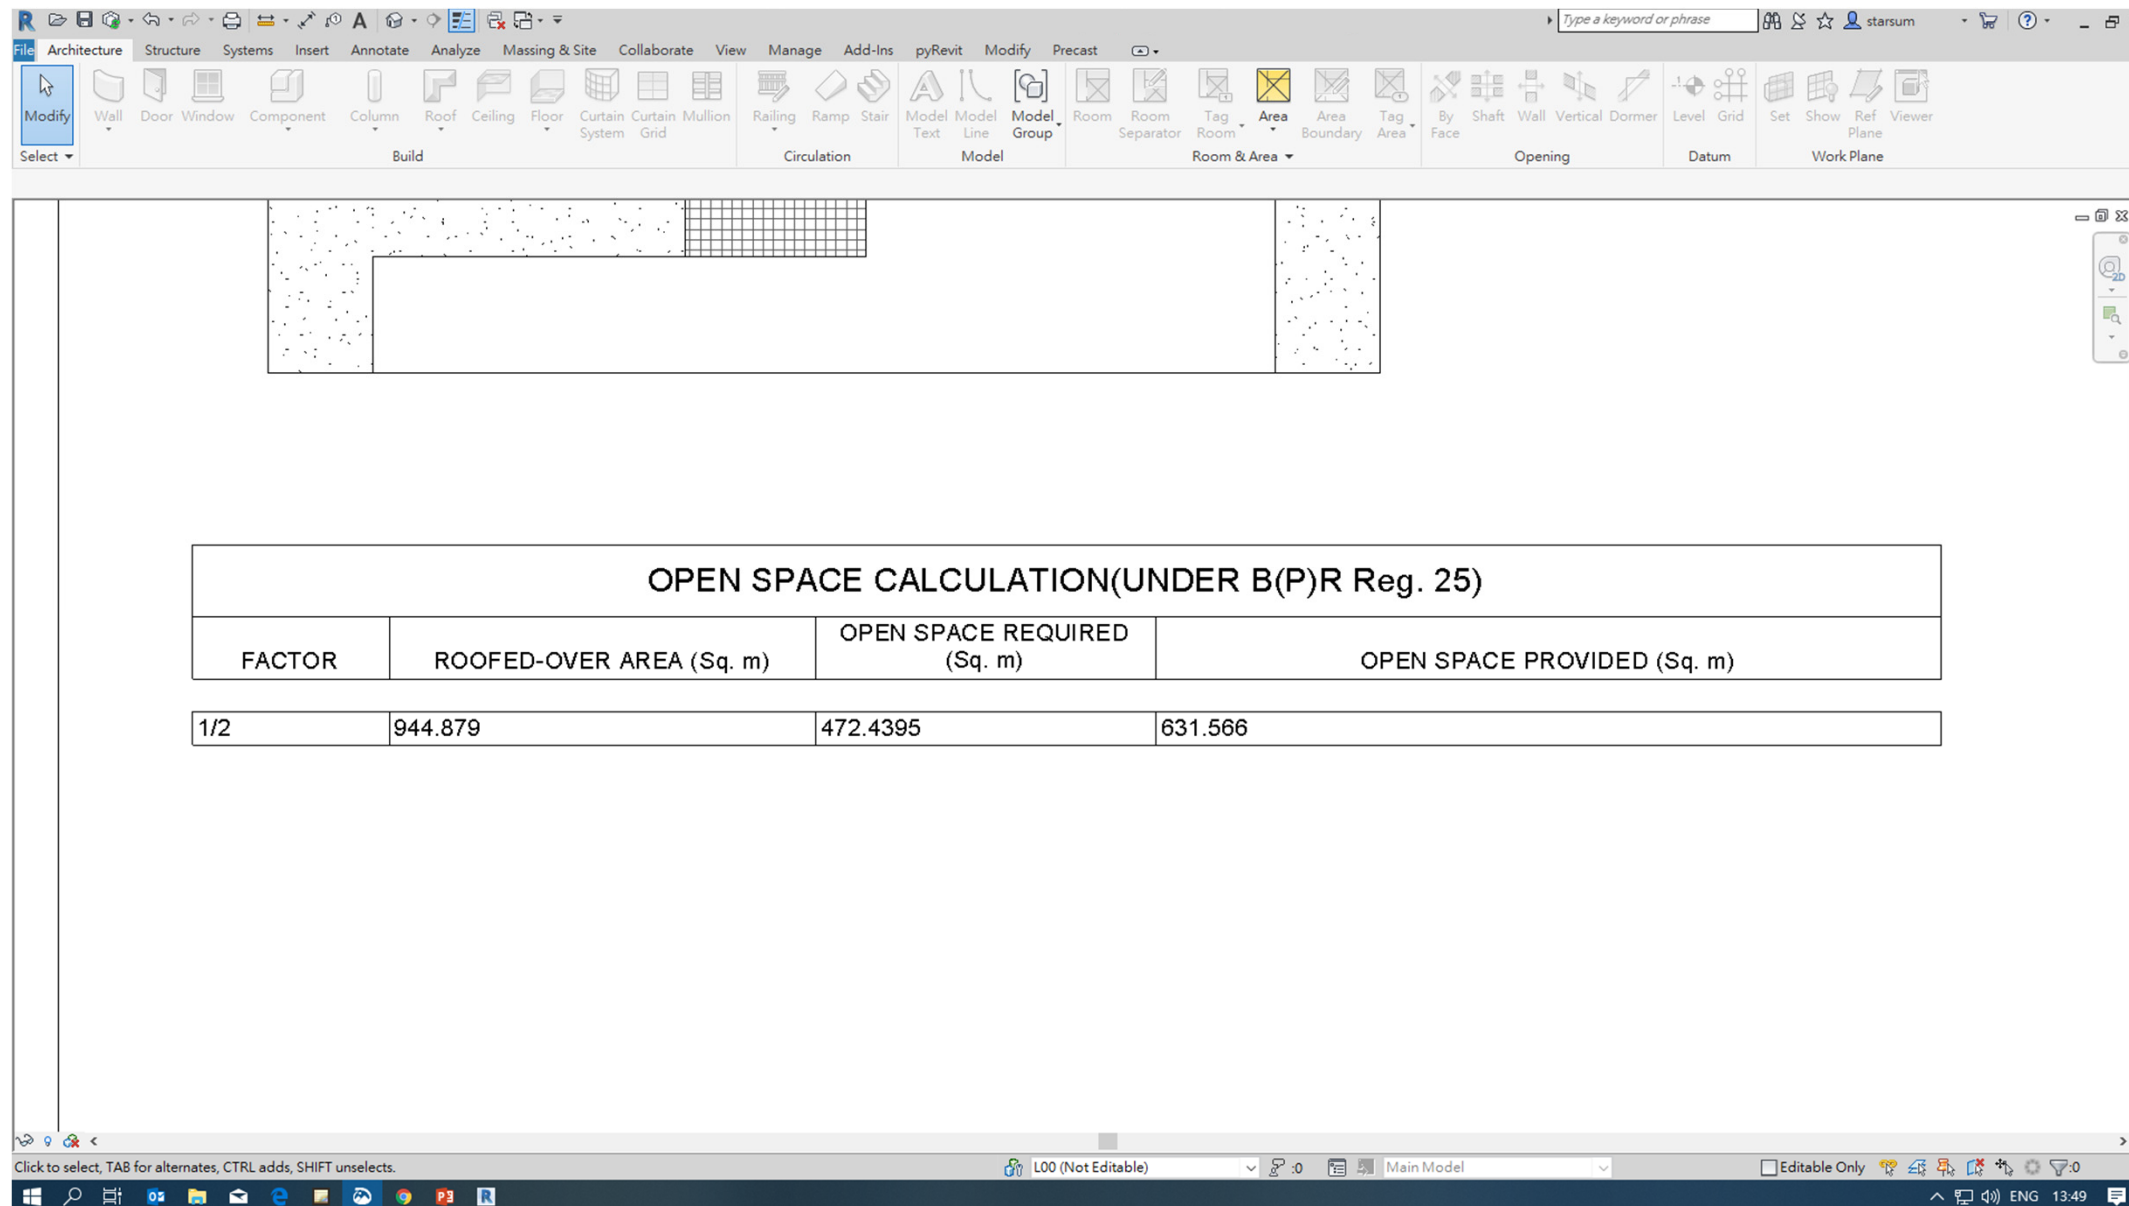 Type a keyword or phrase
starsum
File Architecture Structure Systems Insert Annotate Analyze Massing & Site Collaborate View Manage Add-Ins pyRevit Modify Precast
Modify Wall Door Window Component Column Roof Ceiling Floor Curtain System Curtain Grid Mullion Railing Ramp Stair Model Text Model Line Model Group Room Room Separator Tag Room Area Area Boundary Tag Area By Face Shaft Wall Vertical Dormer Level Grid Set Show Ref Plane Viewer
Select Build Circulation Model Room & Area Opening Datum Work Plane
2D
OPEN SPACE CALCULATION(UNDER B(P)R Reg. 25)
FACTOR ROOFED-OVER AREA (Sq. m) OPEN SPACE REQUIRED (Sq. m) OPEN SPACE PROVIDED (Sq. m)
1/2 944.879 472.4395 631.566
Click to select, TAB for alternates, CTRL adds, SHIFT unselects.
L00 (Not Editable) :0 Main Model Editable Only :0
ENG 13:49